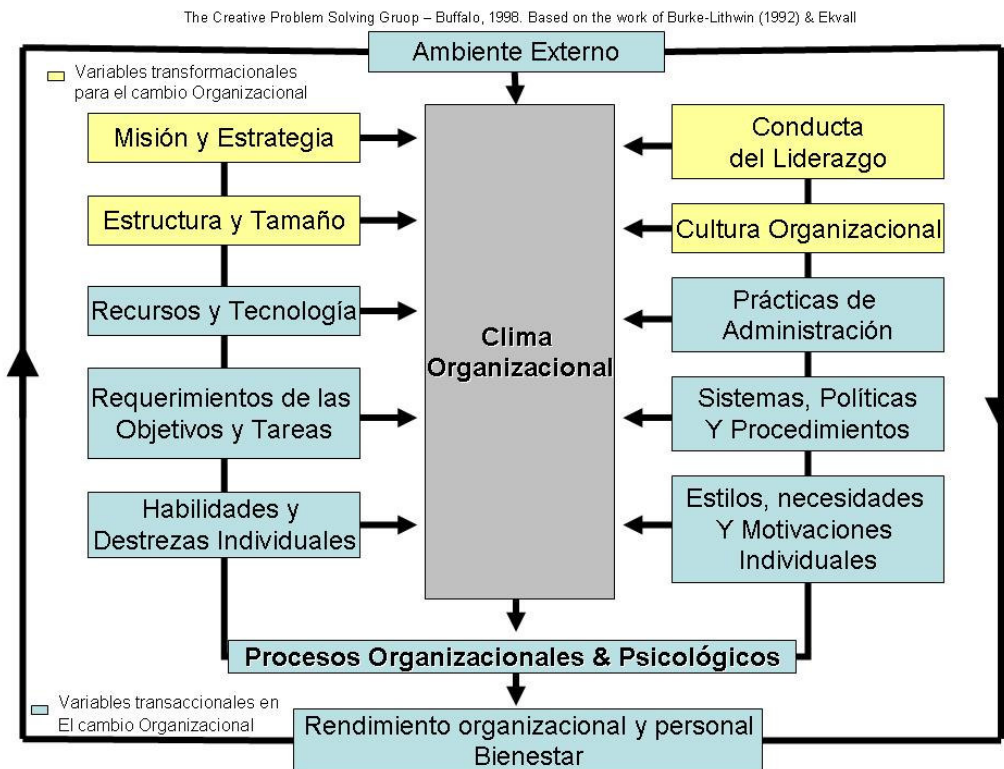 The Creative Problem Solving Gruop – Buffalo, 1998. Based on the work of Burke-Lithwin (1992) & Ekvall
Ambiente Externo
Variables transformacionales
para el cambio Organizacional
Misión y Estrategia
Estructura y Tamaño
Recursos y Tecnología
Requerimientos de las
Objetivos y Tareas
Habilidades y
Destrezas Individuales
Clima
Organizacional
Conducta
del Liderazgo
Cultura Organizacional
Prácticas de
Administración
Sistemas, Políticas
Y Procedimientos
Estilos, necesidades
Y Motivaciones
Individuales
Procesos Organizacionales & Psicológicos
Variables transaccionales en
El cambio Organizacional
Rendimiento organizacional y personal
Bienestar